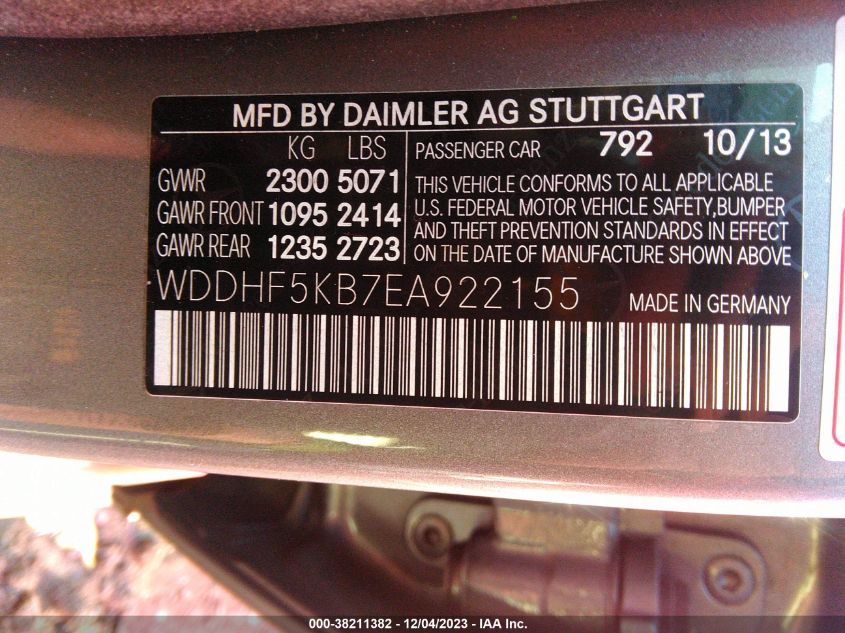 MFD BY DAIMLER AG STUTTGART
KG LBS
GVWR 2300 5071
GAWR FRONT 1095 2414
GAWR REAR 1235 2723
PASSENGER CAR 792 10/13
THIS VEHICLE CONFORMS TO ALL APPLICABLE
U.S. FEDERAL MOTOR VEHICLE SAFETY,BUMPER
AND THEFT PREVENTION STANDARDS IN EFFECT
ON THE DATE OF MANUFACTURE SHOWN ABOVE
WDDHF5KB7EA922155 MADE IN GERMANY
000-38211382 - 12/04/2023 - IAA Inc.